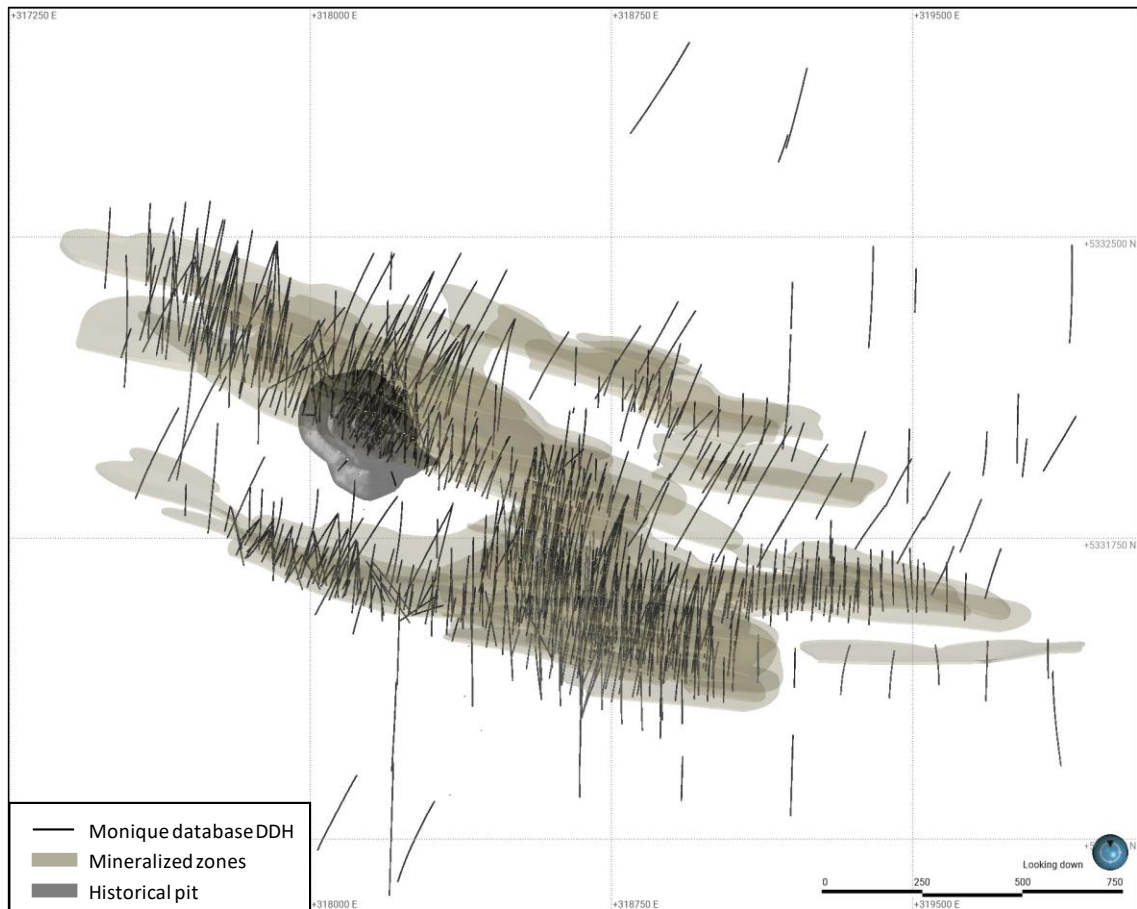 +317250 E
+318000 E
+318750 E
+319500 E
+5332500 N
+5331750 N
Monique database DDH
Mineralized zones
Historical pit
+318000 E
+318750 E
+319500 E
Looking down
0 250 500 750